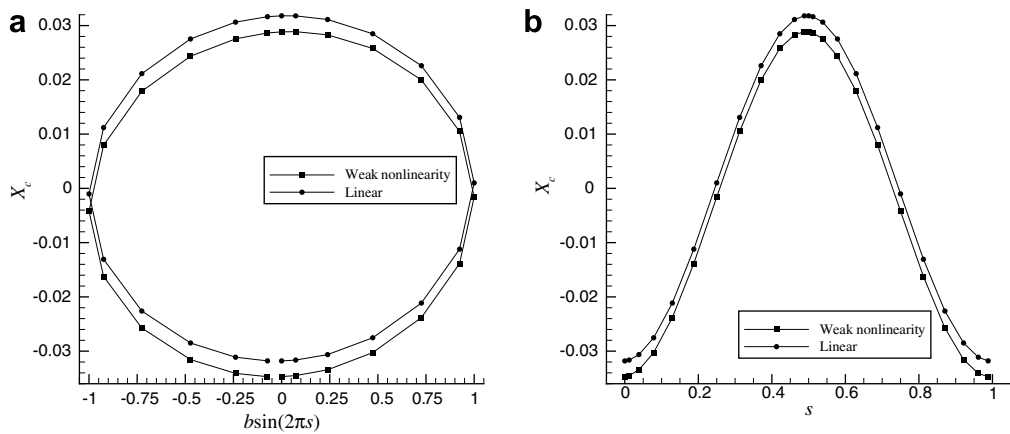 a
0.03
0.02
0.01
0
-0.01
-0.02
-0.03
X_c
-1 -0.75 -0.5 -0.25 0 0.25 0.5 0.75 1
bsin(2πs)
Weak nonlinearity
Linear
b
0.03
0.02
0.01
0
-0.01
-0.02
-0.03
X_c
0 0.2 0.4 0.6 0.8 1
s
Weak nonlinearity
Linear